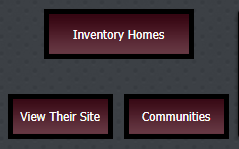 Inventory Homes
View Their Site
Communities